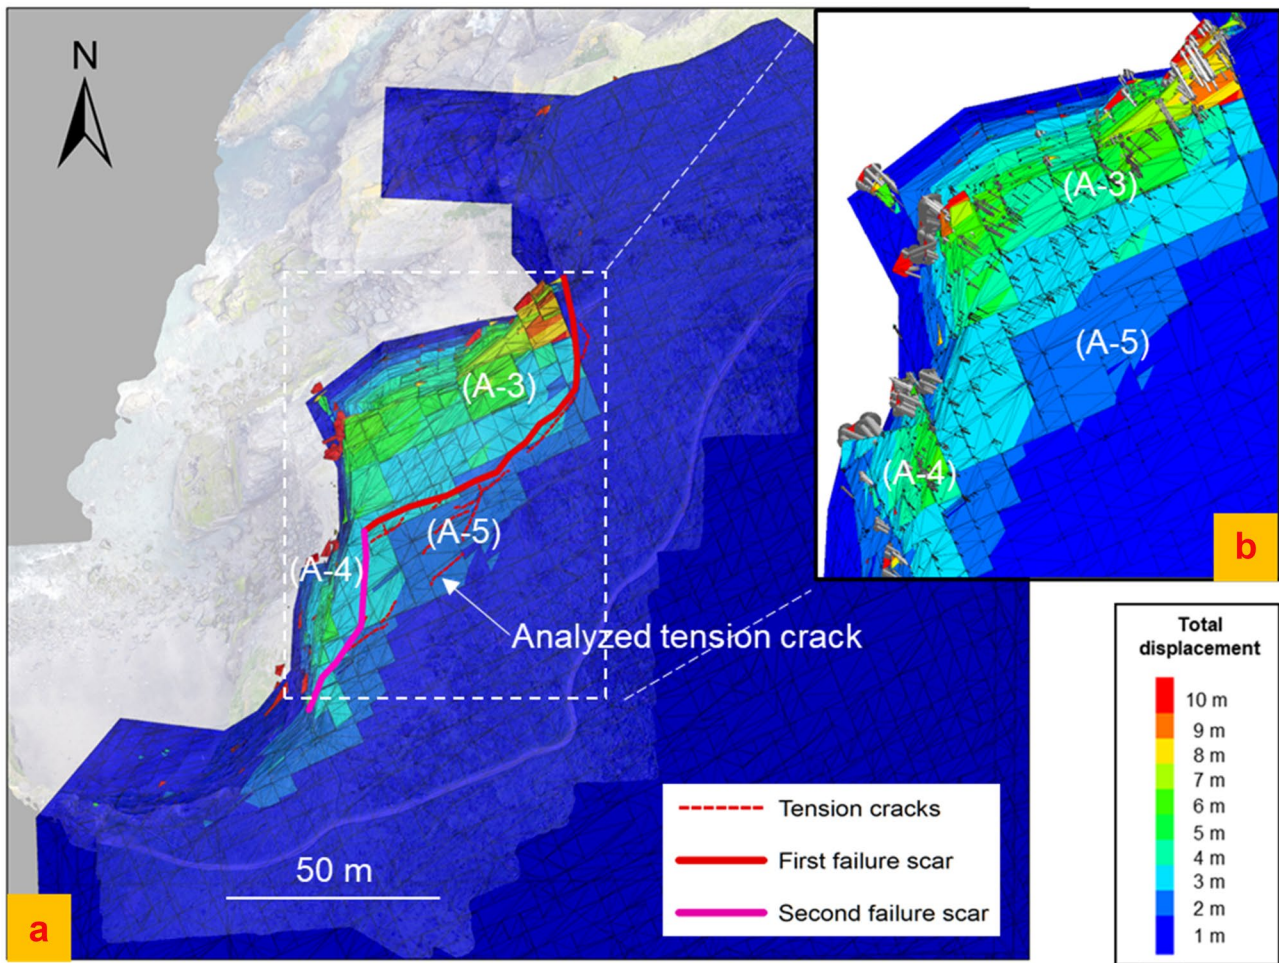 N
(A-3)
(A-5)
(A-4)
Analyzed tension crack
50 m
a
Tension cracks
First failure scar
Second failure scar
(A-3)
(A-5)
(A-4)
b
Total
displacement
10 m
9 m
8 m
7 m
6 m
5 m
4 m
3 m
2 m
1 m